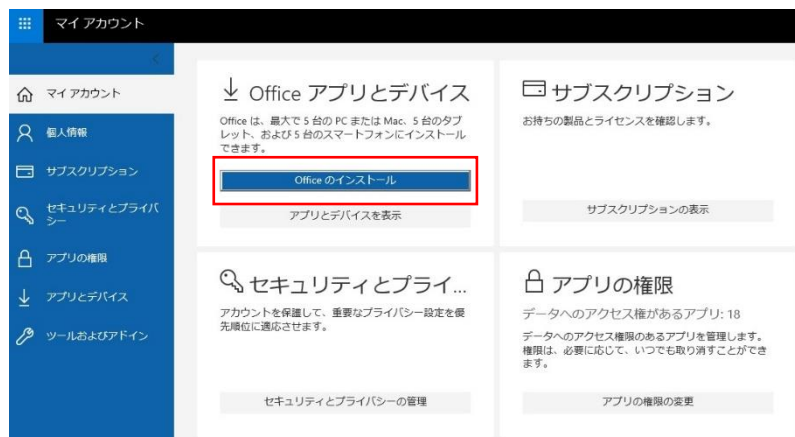 マイ アカウント
マイ アカウント
個人情報
サブスクリプション
セキュリティとプライバ
シー
アプリの権限
アプリとデバイス
ツールおよびアドイン
Office アプリとデバイス
Office は、最大で 5 台の PC または Mac、5 台のタブ
レット、および 5 台のスマートフォンにインストール
できます。
Office のインストール
アプリとデバイスを表示
サブスクリプション
お持ちの製品とライセンスを確認します。
サブスクリプションの表示
セキュリティとプライ...
アカウントを保護して、重要なプライバシー設定を優
先順位に適応させます。
セキュリティとプライバシーの管理
アプリの権限
データへのアクセス権があるアプリ: 18
データへのアクセス権限のあるアプリを管理します。
権限は、必要に応じて、いつでも取り消すことができ
ます。
アプリの権限の変更